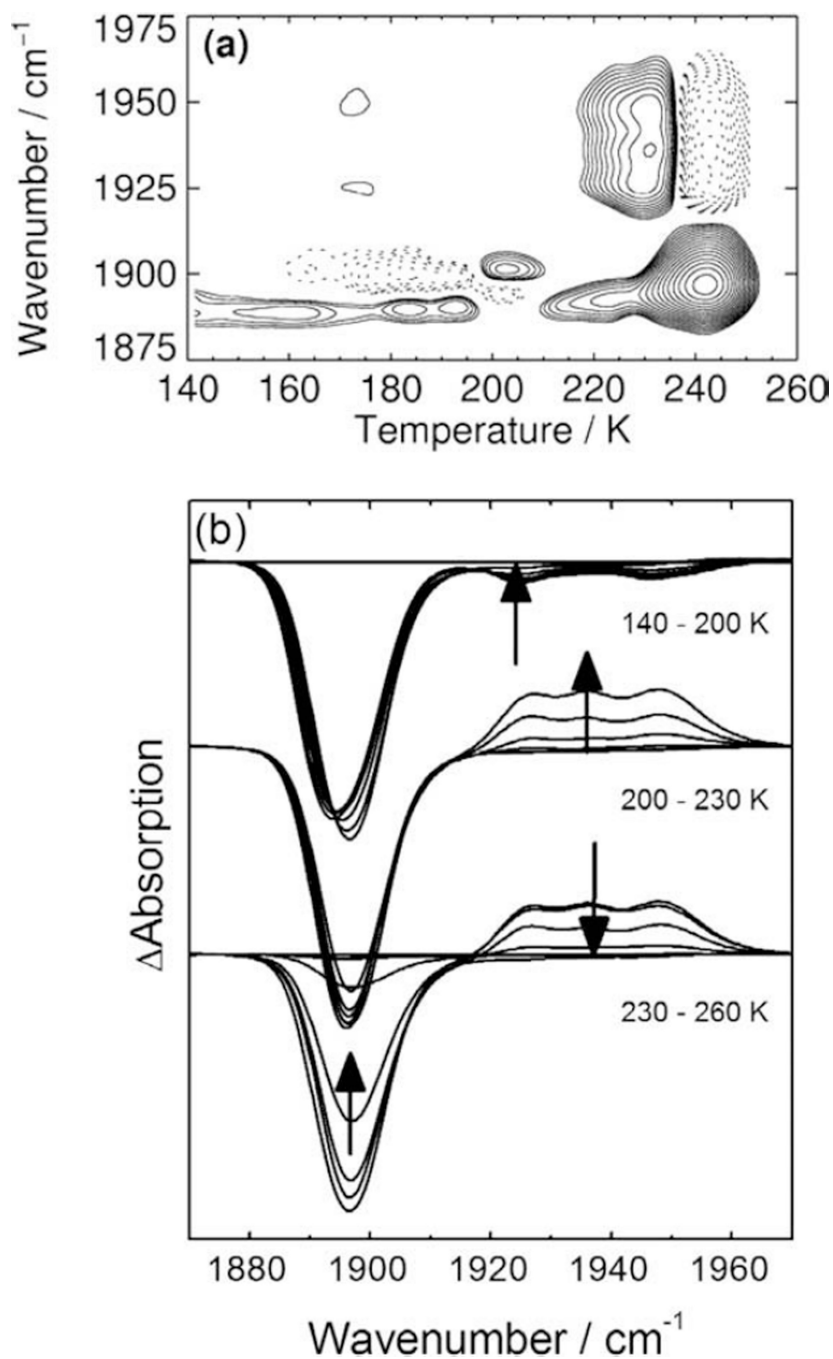 (a)
Wavenumber / cm⁻¹
1975
1950
1925
1900
1875
140 160 180 200 220 240 260
Temperature / K
(b)
140 - 200 K
200 - 230 K
230 - 260 K
ΔAbsorption
1880 1900 1920 1940 1960
Wavenumber / cm⁻¹